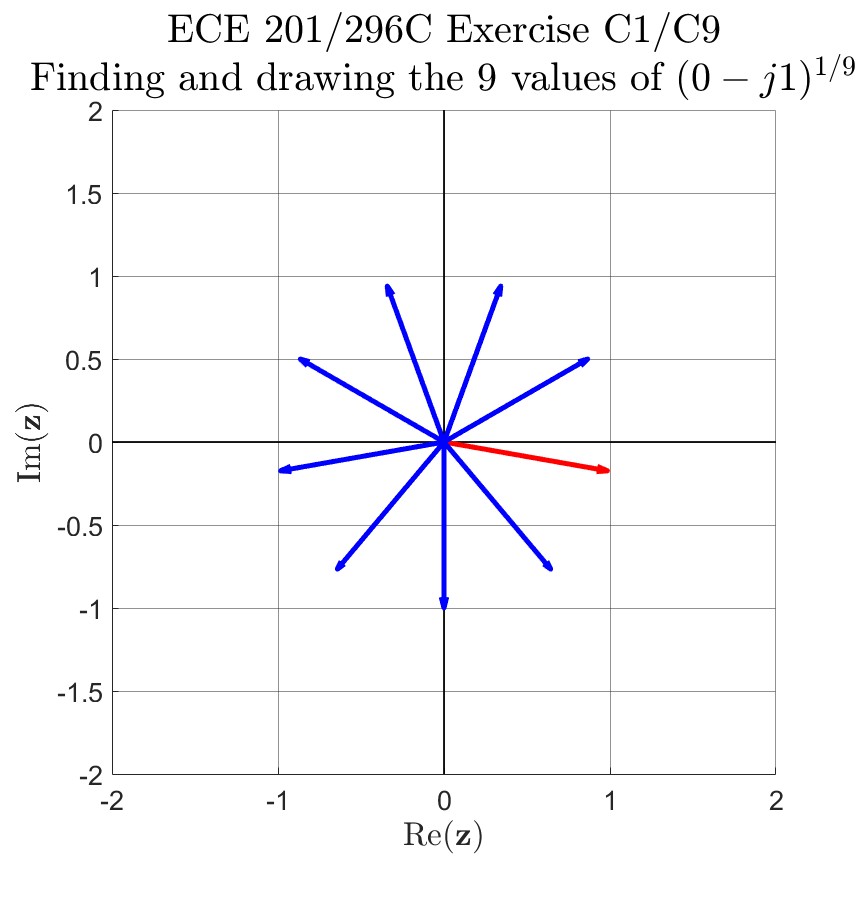 ECE 201/296C Exercise C1/C9
Finding and drawing the 9 values of (0 − j1)^{1/9}
2
1.5
1
0.5
0
-0.5
-1
-1.5
-2
Im(z)
-2 -1 0 1 2
Re(z)